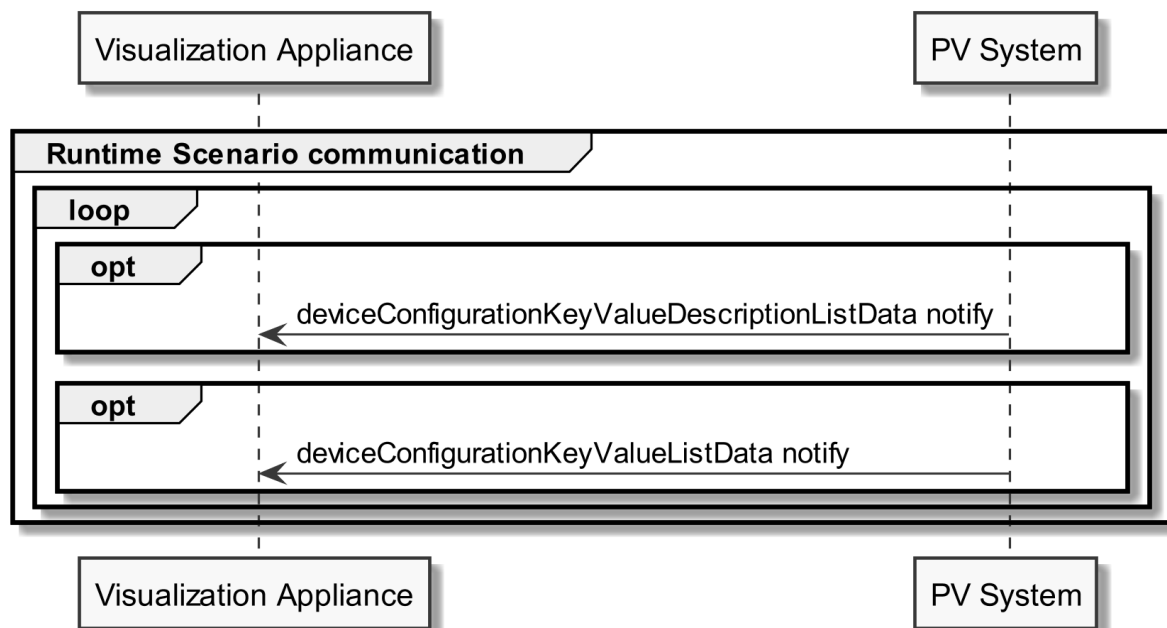 Visualization Appliance
PV System
Runtime Scenario communication
loop
opt
deviceConfigurationKeyValueDescriptionListData notify
opt
deviceConfigurationKeyValueListData notify
Visualization Appliance
PV System